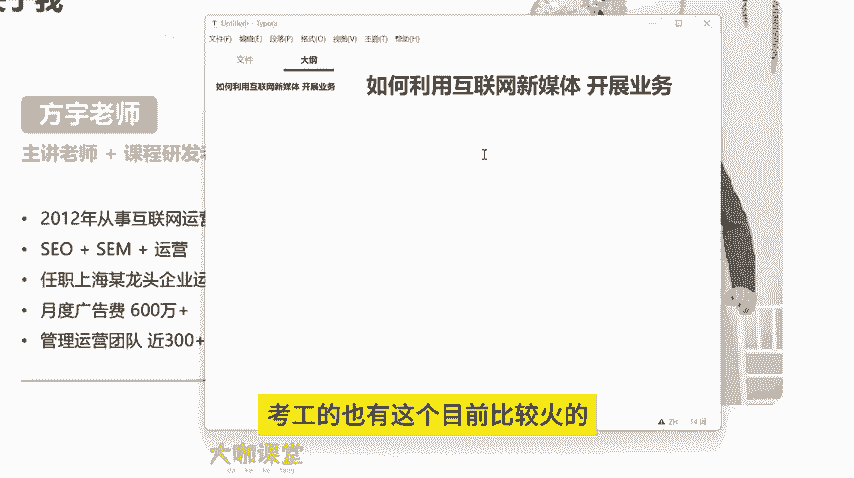 Untitled - Typora
文件(F) 编辑(E) 段落(P) 格式(O) 视图(V) 主题(T) 帮助(H)
文件 大纲
如何利用互联网新媒体 开展业务
如何利用互联网新媒体 开展业务
方宇老师
主讲老师 + 课程研发
2012年从事互联网运营
SEO + SEM + 运营
任职上海某龙头企业运
月度广告费 600万+
管理运营团队 近300+
考工的也有这个目前比较火的
大咖课堂